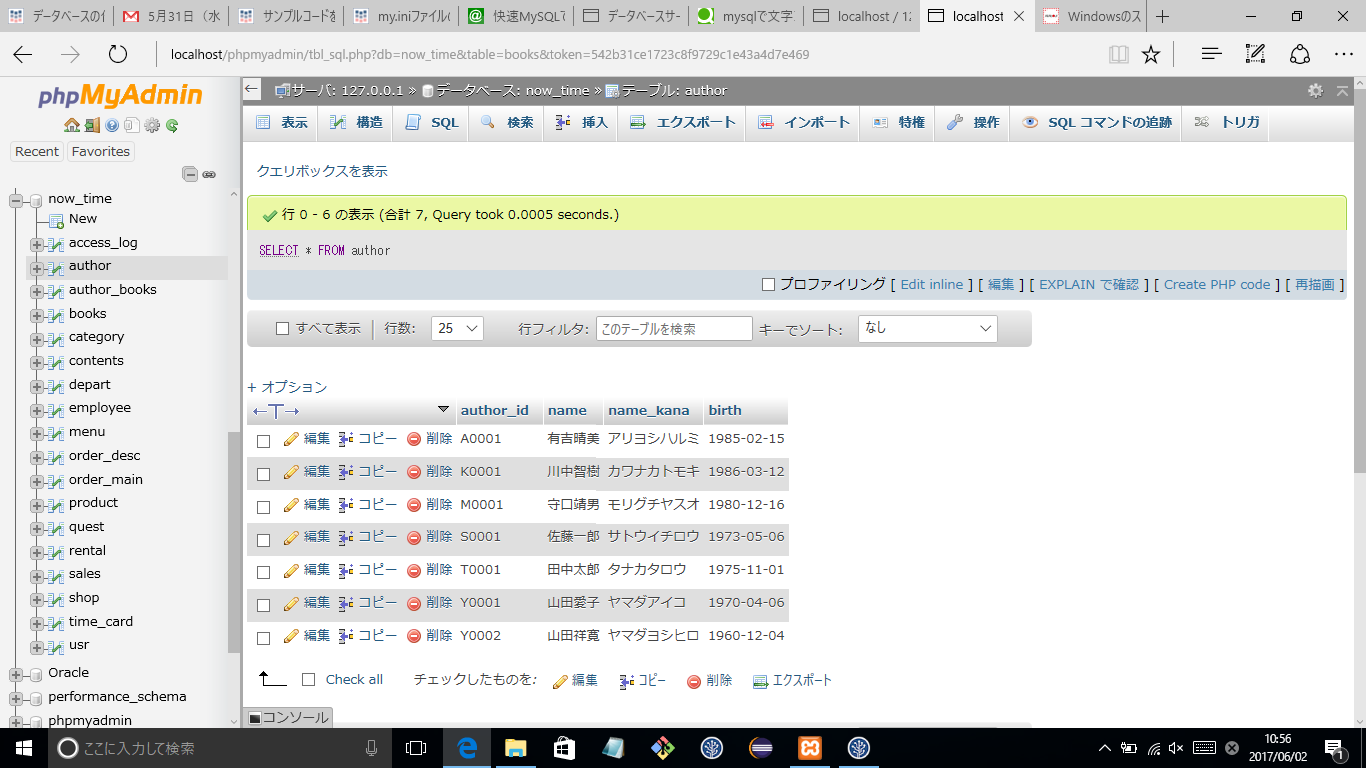 データベースの作
5月31日（水
サンプルコードを
my.iniファイルの
快速MySQLで
データベースサー
mysqlで文字
localhost / 12
localhost
Windowsのス
localhost/phpmyadmin/tbl_sql.php?db=now_time&table=books&token=542b31ce1723c8f9729c1e43a4d7e469
phpMyAdmin
Recent
Favorites
now_time
New
access_log
author
author_books
books
category
contents
depart
employee
menu
order_desc
order_main
product
quest
rental
sales
shop
time_card
usr
Oracle
performance_schema
phpmyadmin
サーバ: 127.0.0.1 » データベース: now_time » テーブル: author
表示 構造 SQL 検索 挿入 エクスポート インポート 特権 操作 SQL コマンドの追跡 トリガ
クエリボックスを表示
行 0 - 6 の表示 (合計 7, Query took 0.0005 seconds.)
SELECT * FROM author
プロファイリング [ Edit inline ] [ 編集 ] [ EXPLAIN で確認 ] [ Create PHP code ] [ 再描画 ]
すべて表示 行数: 25 行フィルタ: このテーブルを検索 キーでソート: なし
+ オプション
←T→ author_id name name_kana birth
編集 コピー 削除 A0001 有吉晴美 アリヨシハルミ 1985-02-15
編集 コピー 削除 K0001 川中智樹 カワナカトモキ 1986-03-12
編集 コピー 削除 M0001 守口靖男 モリグチヤスオ 1980-12-16
編集 コピー 削除 S0001 佐藤一郎 サトウイチロウ 1973-05-06
編集 コピー 削除 T0001 田中太郎 タナカタロウ 1975-11-01
編集 コピー 削除 Y0001 山田愛子 ヤマダアイコ 1970-04-06
編集 コピー 削除 Y0002 山田祥寛 ヤマダヨシヒロ 1960-12-04
Check all チェックしたものを: 編集 コピー 削除 エクスポート
コンソール
ここに入力して検索
10:56
2017/06/02
1